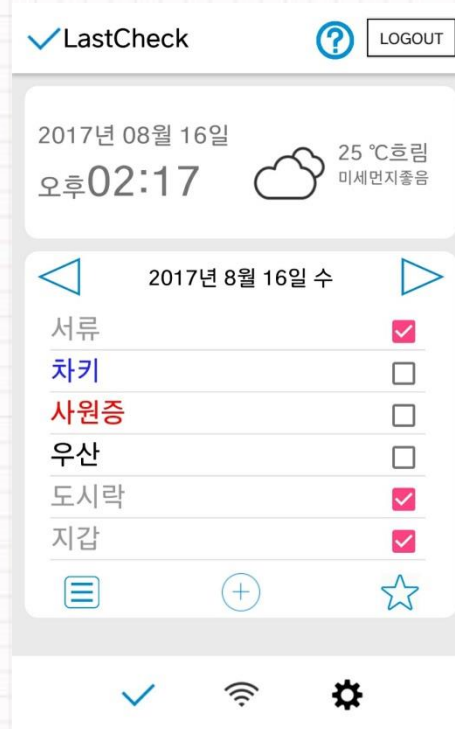 LastCheck
LOGOUT
2017년 08월 16일
오후02:17
25 ℃흐림
미세먼지좋음
2017년 8월 16일 수
서류
차키
사원증
우산
도시락
지갑